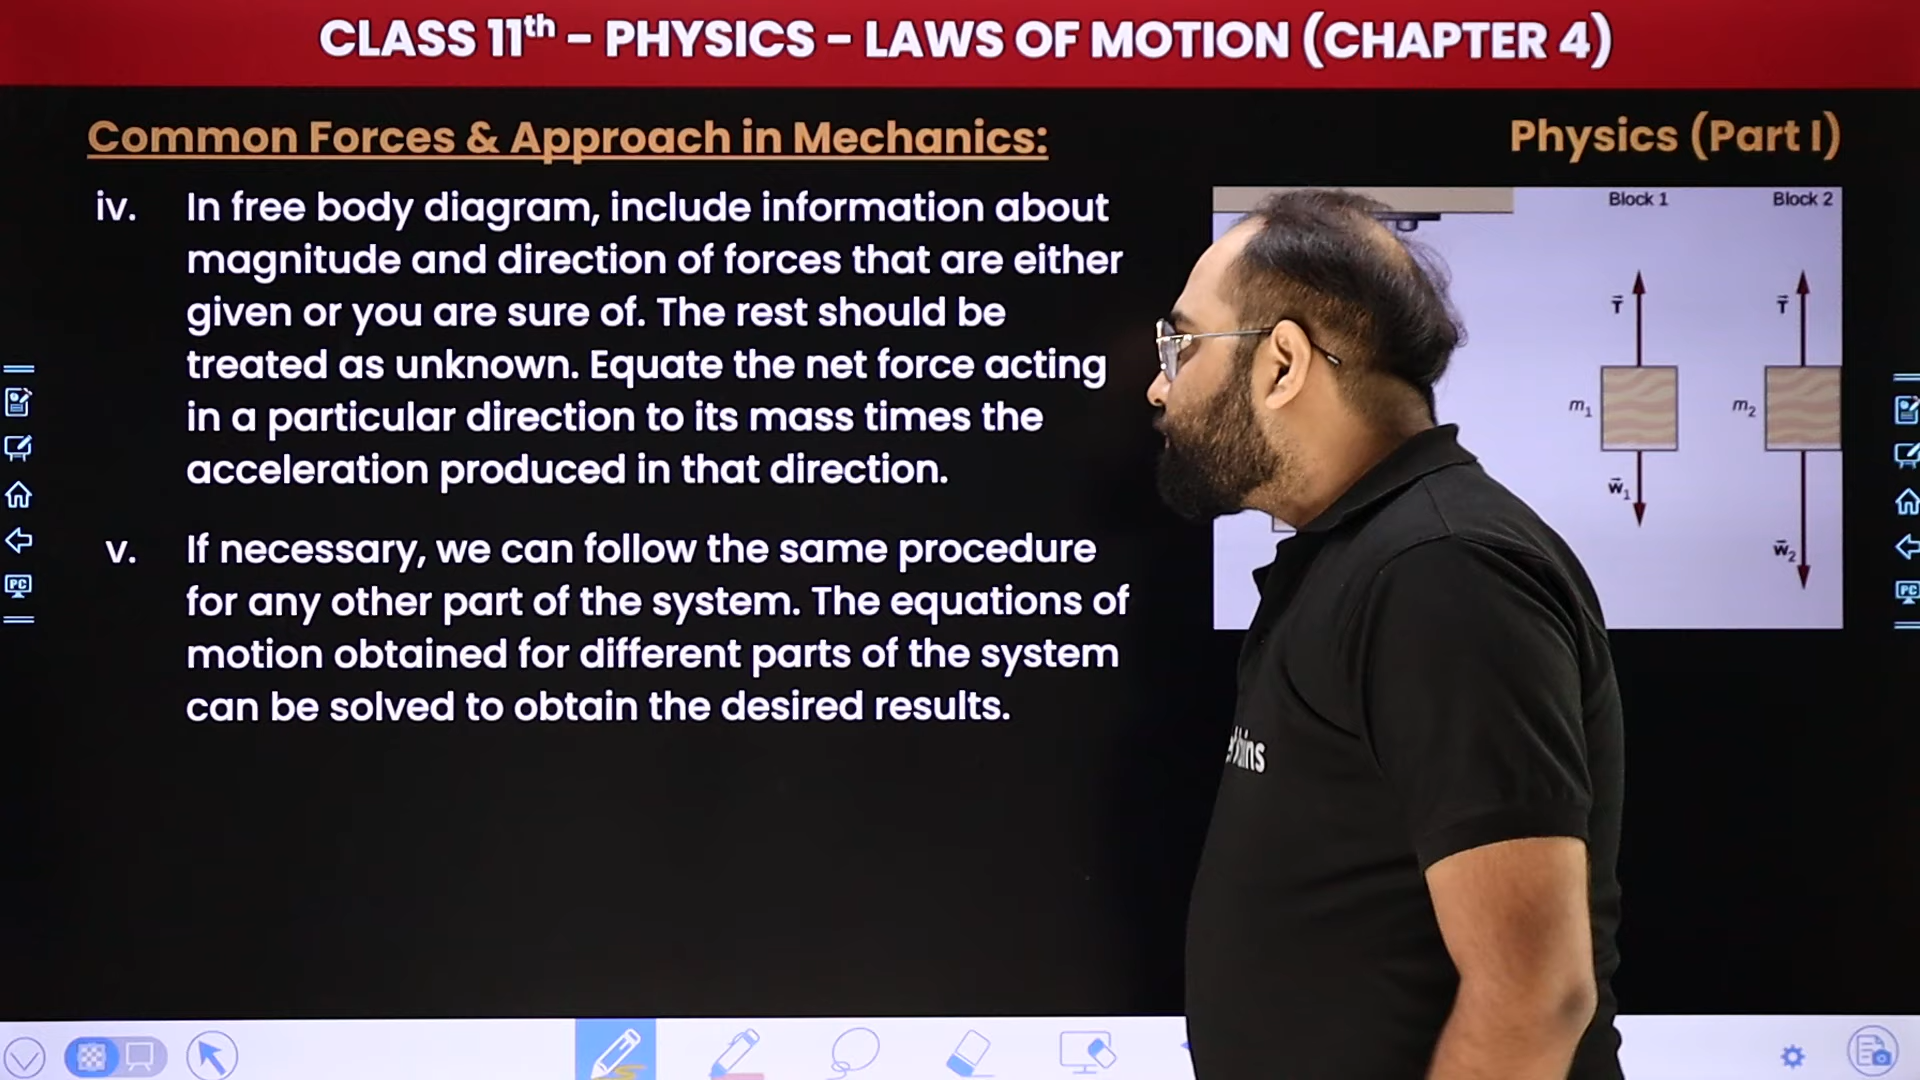 CLASS 11th - PHYSICS - LAWS OF MOTION (CHAPTER 4)
Common Forces & Approach in Mechanics:
Physics (Part I)
iv. In free body diagram, include information about
magnitude and direction of forces that are either
given or you are sure of. The rest should be
treated as unknown. Equate the net force acting
in a particular direction to its mass times the
acceleration produced in that direction.
v. If necessary, we can follow the same procedure
for any other part of the system. The equations of
motion obtained for different parts of the system
can be solved to obtain the desired results.
Block 1 Block 2
T⃗ T⃗
m₁ m₂
w⃗₁
w⃗₂
PC
PC